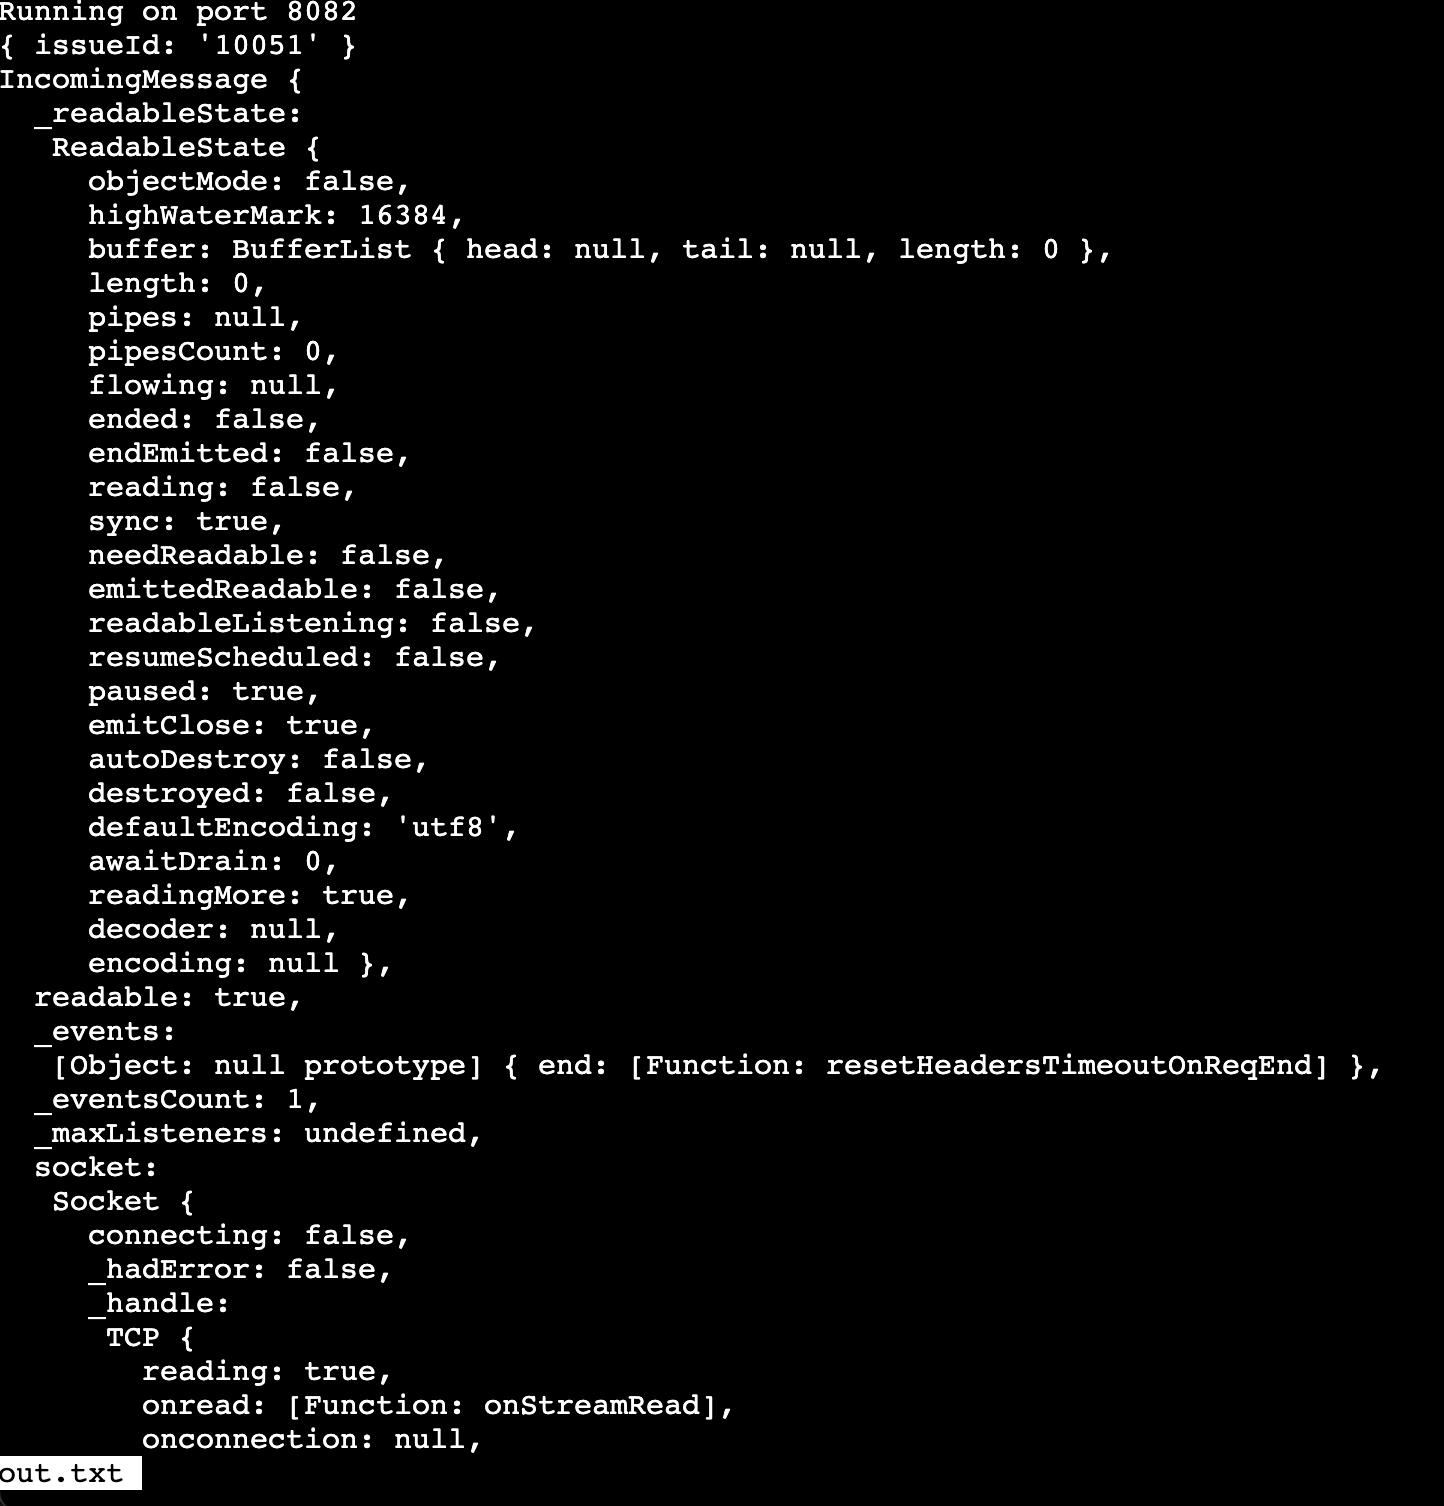 Running on port 8082
{ issueId: '10051' }
IncomingMessage {
  _readableState:
   ReadableState {
     objectMode: false,
     highWaterMark: 16384,
     buffer: BufferList { head: null, tail: null, length: 0 },
     length: 0,
     pipes: null,
     pipesCount: 0,
     flowing: null,
     ended: false,
     endEmitted: false,
     reading: false,
     sync: true,
     needReadable: false,
     emittedReadable: false,
     readableListening: false,
     resumeScheduled: false,
     paused: true,
     emitClose: true,
     autoDestroy: false,
     destroyed: false,
     defaultEncoding: 'utf8',
     awaitDrain: 0,
     readingMore: true,
     decoder: null,
     encoding: null },
  readable: true,
  _events:
   [Object: null prototype] { end: [Function: resetHeadersTimeoutOnReqEnd] },
  _eventsCount: 1,
  _maxListeners: undefined,
  socket:
   Socket {
     connecting: false,
     _hadError: false,
     _handle:
      TCP {
        reading: true,
        onread: [Function: onStreamRead],
        onconnection: null,
out.txt